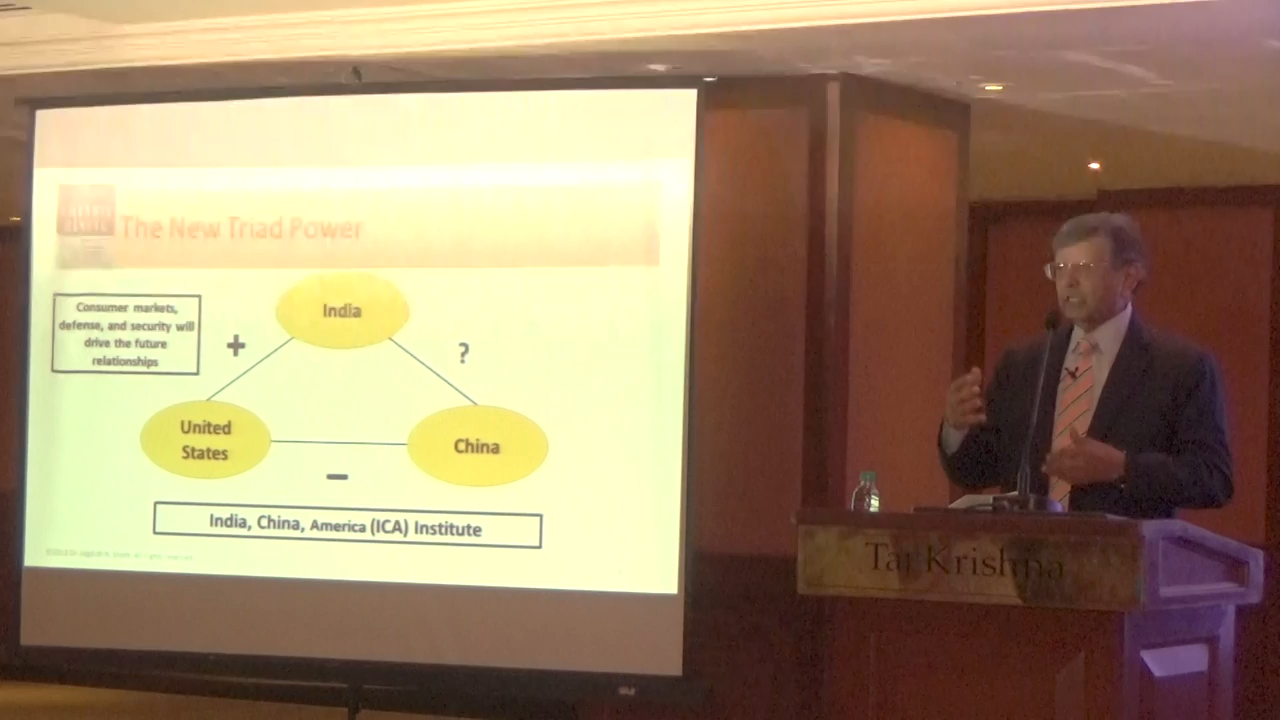 The New Triad Power
Consumer markets,
defense, and security will
drive the future
relationships
India
+
?
United
States
China
–
India, China, America (ICA) Institute
Taj Krishna